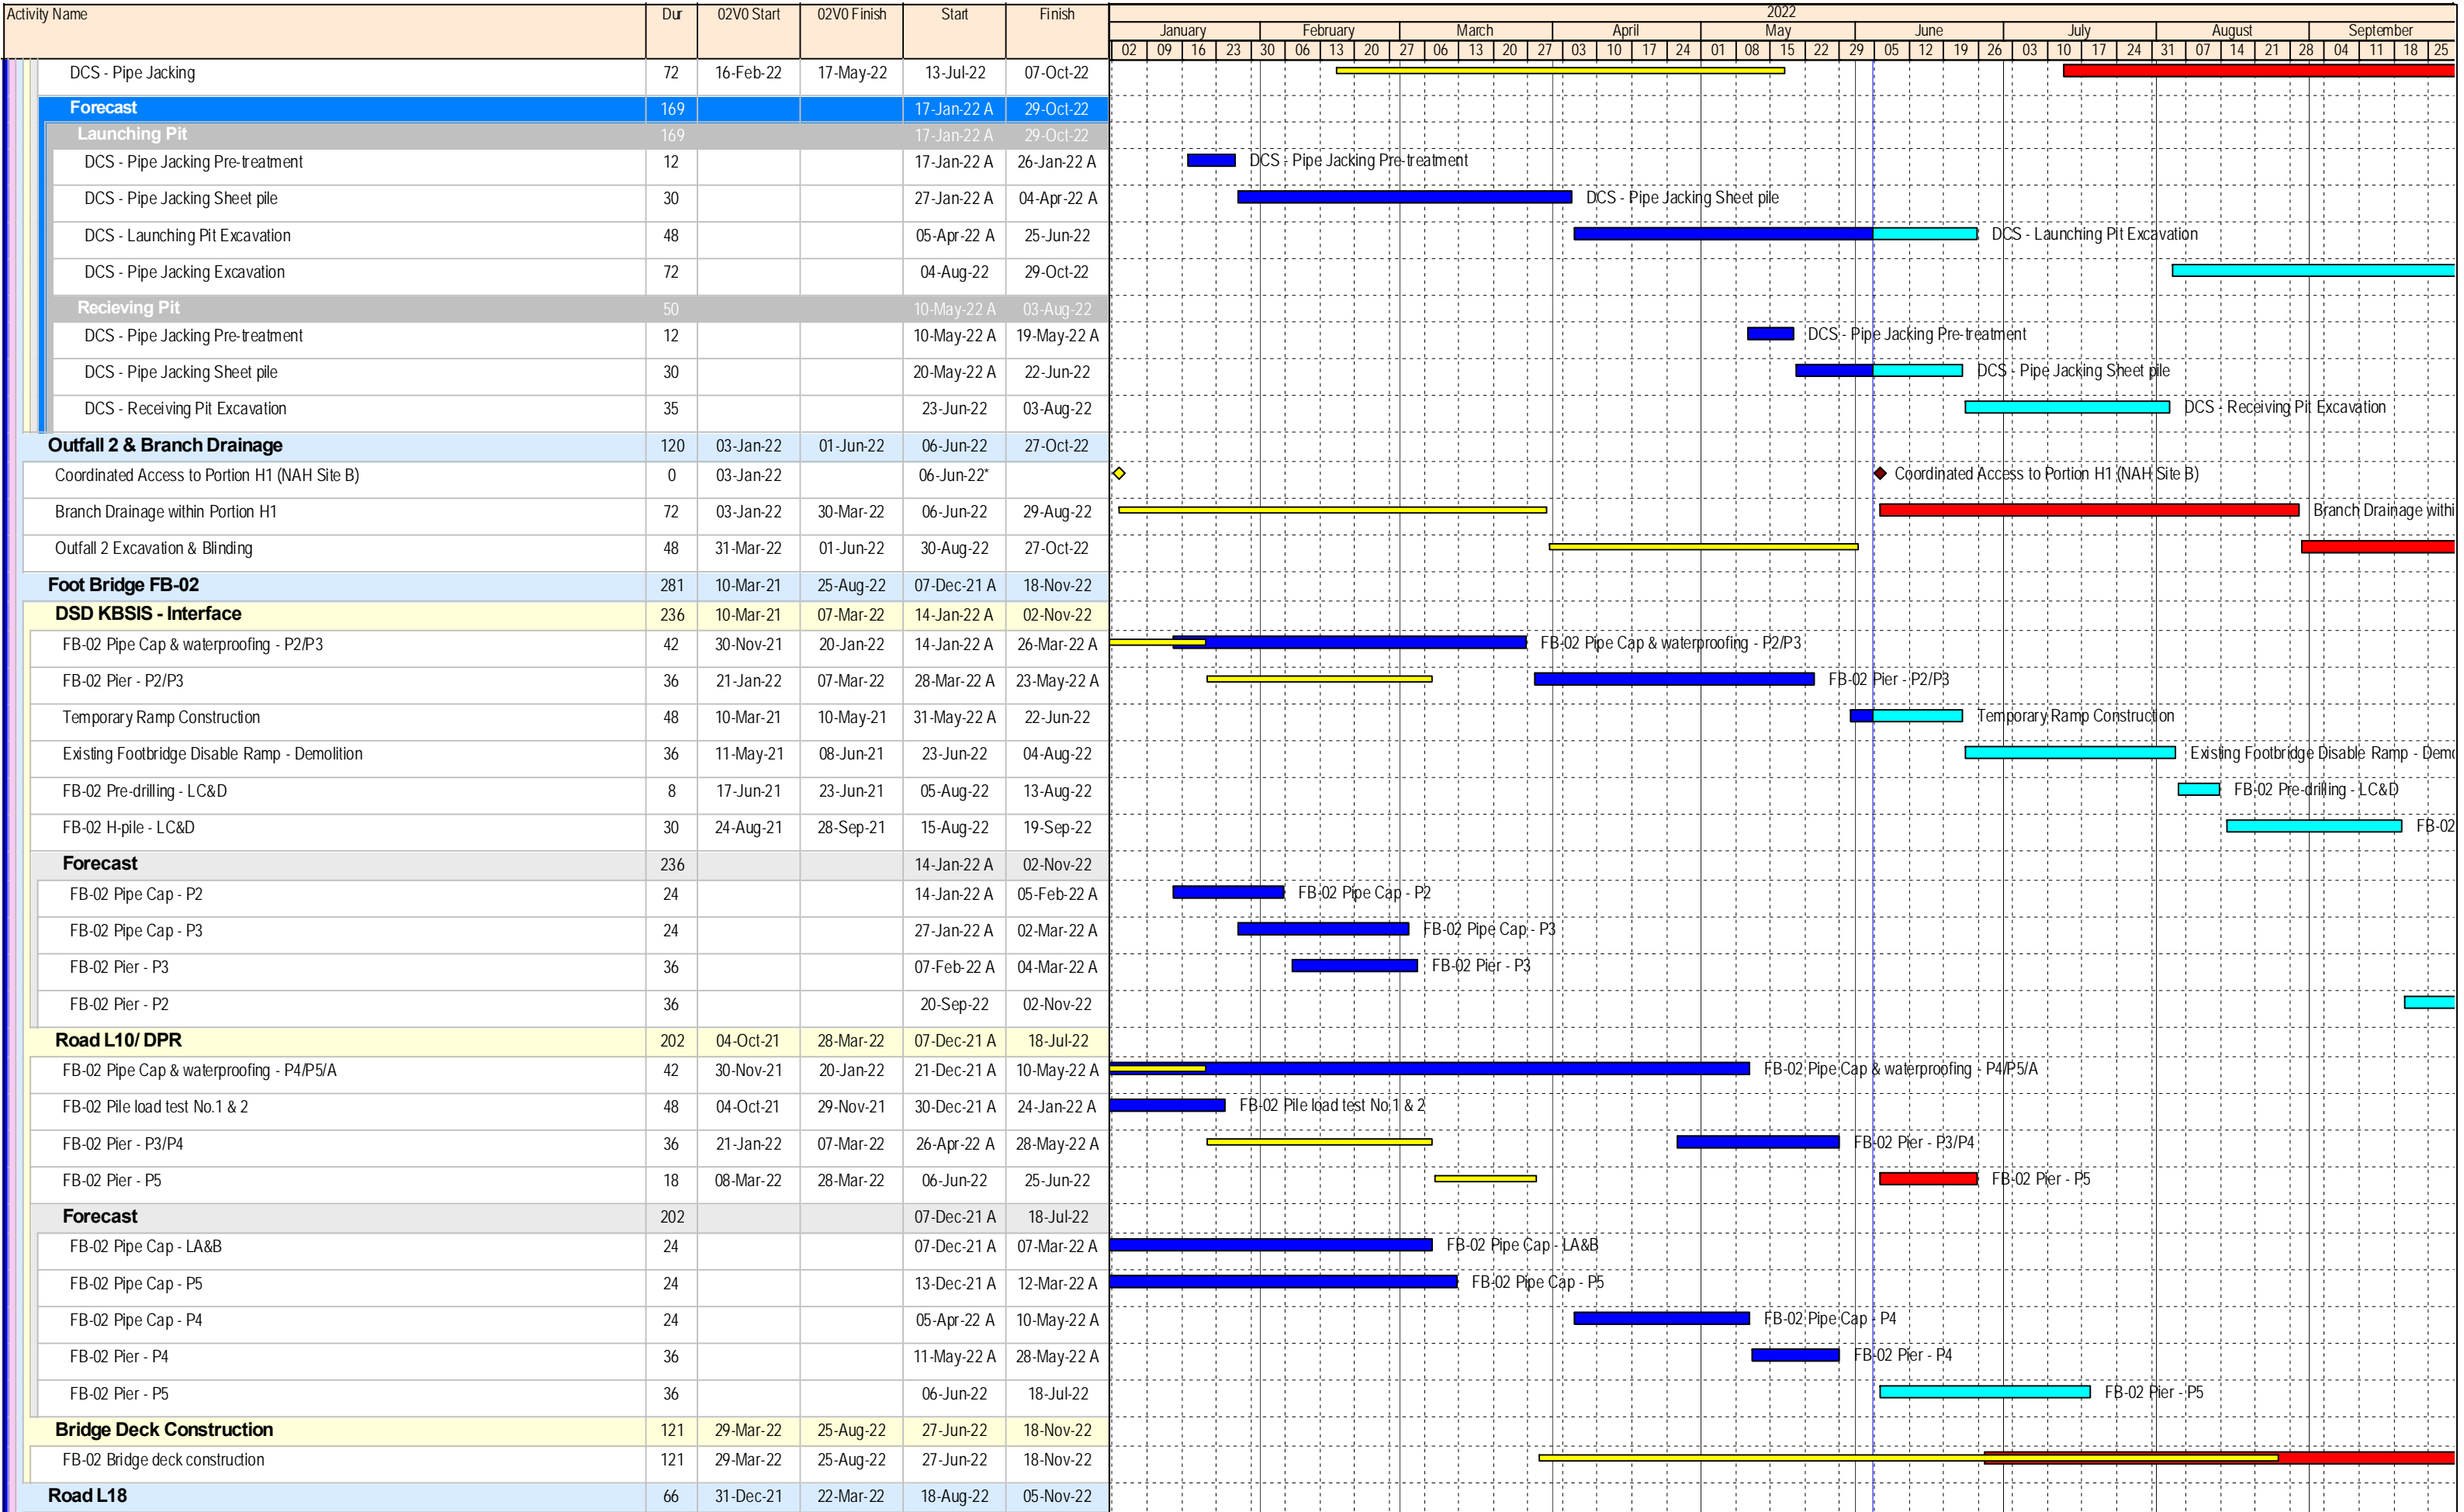 Activity Name Dur 02V0 Start 02V0 Finish Start Finish 2022
January February March April May June July August September
02 09 16 23 30 06 13 20 27 06 13 20 27 03 10 17 24 01 08 15 22 29 05 12 19 26 03 10 17 24 31 07 14 21 28 04 11 18 25
DCS - Pipe Jacking 72 16-Feb-22 17-May-22 13-Jul-22 07-Oct-22
Forecast 169 17-Jan-22 A 29-Oct-22
Launching Pit 169 17-Jan-22 A 29-Oct-22
DCS - Pipe Jacking Pre-treatment 12 17-Jan-22 A 26-Jan-22 A DCS - Pipe Jacking Pre-treatment
DCS - Pipe Jacking Sheet pile 30 27-Jan-22 A 04-Apr-22 A DCS - Pipe Jacking Sheet pile
DCS - Launching Pit Excavation 48 05-Apr-22 A 25-Jun-22 DCS - Launching Pit Excavation
DCS - Pipe Jacking Excavation 72 04-Aug-22 29-Oct-22
Recieving Pit 50 10-May-22 A 03-Aug-22
DCS - Pipe Jacking Pre-treatment 12 10-May-22 A 19-May-22 A DCS - Pipe Jacking Pre-treatment
DCS - Pipe Jacking Sheet pile 30 20-May-22 A 22-Jun-22 DCS - Pipe Jacking Sheet pile
DCS - Receiving Pit Excavation 35 23-Jun-22 03-Aug-22 DCS - Receiving Pit Excavation
Outfall 2 & Branch Drainage 120 03-Jan-22 01-Jun-22 06-Jun-22 27-Oct-22
Coordinated Access to Portion H1 (NAH Site B) 0 03-Jan-22 06-Jun-22* Coordinated Access to Portion H1 (NAH Site B)
Branch Drainage within Portion H1 72 03-Jan-22 30-Mar-22 06-Jun-22 29-Aug-22 Branch Drainage withi
Outfall 2 Excavation & Blinding 48 31-Mar-22 01-Jun-22 30-Aug-22 27-Oct-22
Foot Bridge FB-02 281 10-Mar-21 25-Aug-22 07-Dec-21 A 18-Nov-22
DSD KBSIS - Interface 236 10-Mar-21 07-Mar-22 14-Jan-22 A 02-Nov-22
FB-02 Pipe Cap & waterproofing - P2/P3 42 30-Nov-21 20-Jan-22 14-Jan-22 A 26-Mar-22 A FB-02 Pipe Cap & waterproofing - P2/P3
FB-02 Pier - P2/P3 36 21-Jan-22 07-Mar-22 28-Mar-22 A 23-May-22 A FB-02 Pier - P2/P3
Temporary Ramp Construction 48 10-Mar-21 10-May-21 31-May-22 A 22-Jun-22 Temporary Ramp Construction
Existing Footbridge Disable Ramp - Demolition 36 11-May-21 08-Jun-21 23-Jun-22 04-Aug-22 Existing Footbridge Disable Ramp - Demo
FB-02 Pre-drilling - LC&D 8 17-Jun-21 23-Jun-21 05-Aug-22 13-Aug-22 FB-02 Pre-drilling - LC&D
FB-02 H-pile - LC&D 30 24-Aug-21 28-Sep-21 15-Aug-22 19-Sep-22 FB-02
Forecast 236 14-Jan-22 A 02-Nov-22
FB-02 Pipe Cap - P2 24 14-Jan-22 A 05-Feb-22 A FB-02 Pipe Cap - P2
FB-02 Pipe Cap - P3 24 27-Jan-22 A 02-Mar-22 A FB-02 Pipe Cap - P3
FB-02 Pier - P3 36 07-Feb-22 A 04-Mar-22 A FB-02 Pier - P3
FB-02 Pier - P2 36 20-Sep-22 02-Nov-22
Road L10/ DPR 202 04-Oct-21 28-Mar-22 07-Dec-21 A 18-Jul-22
FB-02 Pipe Cap & waterproofing - P4/P5/A 42 30-Nov-21 20-Jan-22 21-Dec-21 A 10-May-22 A FB-02 Pipe Cap & waterproofing - P4/P5/A
FB-02 Pile load test No.1 & 2 48 04-Oct-21 29-Nov-21 30-Dec-21 A 24-Jan-22 A FB-02 Pile load test No.1 & 2
FB-02 Pier - P3/P4 36 21-Jan-22 07-Mar-22 26-Apr-22 A 28-May-22 A FB-02 Pier - P3/P4
FB-02 Pier - P5 18 08-Mar-22 28-Mar-22 06-Jun-22 25-Jun-22 FB-02 Pier - P5
Forecast 202 07-Dec-21 A 18-Jul-22
FB-02 Pipe Cap - LA&B 24 07-Dec-21 A 07-Mar-22 A FB-02 Pipe Cap - LA&B
FB-02 Pipe Cap - P5 24 13-Dec-21 A 12-Mar-22 A FB-02 Pipe Cap - P5
FB-02 Pipe Cap - P4 24 05-Apr-22 A 10-May-22 A FB-02 Pipe Cap - P4
FB-02 Pier - P4 36 11-May-22 A 28-May-22 A FB-02 Pier - P4
FB-02 Pier - P5 36 06-Jun-22 18-Jul-22 FB-02 Pier - P5
Bridge Deck Construction 121 29-Mar-22 25-Aug-22 27-Jun-22 18-Nov-22
FB-02 Bridge deck construction 121 29-Mar-22 25-Aug-22 27-Jun-22 18-Nov-22
Road L18 66 31-Dec-21 22-Mar-22 18-Aug-22 05-Nov-22